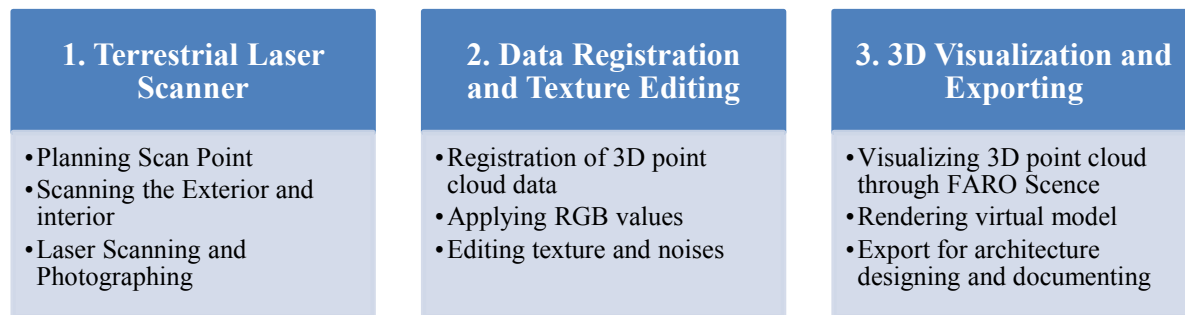 1. Terrestrial Laser
Scanner
•Planning Scan Point
•Scanning the Exterior and
interior
•Laser Scanning and
Photographing
2. Data Registration
and Texture Editing
•Registration of 3D point
cloud data
•Applying RGB values
•Editing texture and noises
3. 3D Visualization and
Exporting
•Visualizing 3D point cloud
through FARO Scence
•Rendering virtual model
•Export for architecture
designing and documenting